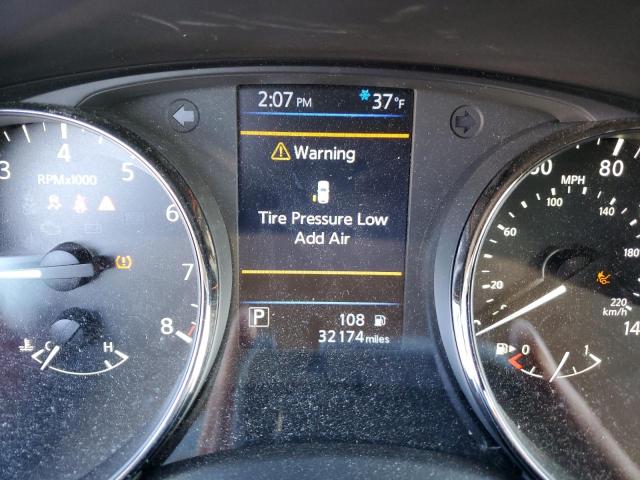 2:07 PM 37°F
Warning
Tire Pressure Low
Add Air
P 108
32174 miles
3 4 5 6 7 8
RPMx1000
C H
80
MPH
20 60 100 140 180 220
km/h
0 1